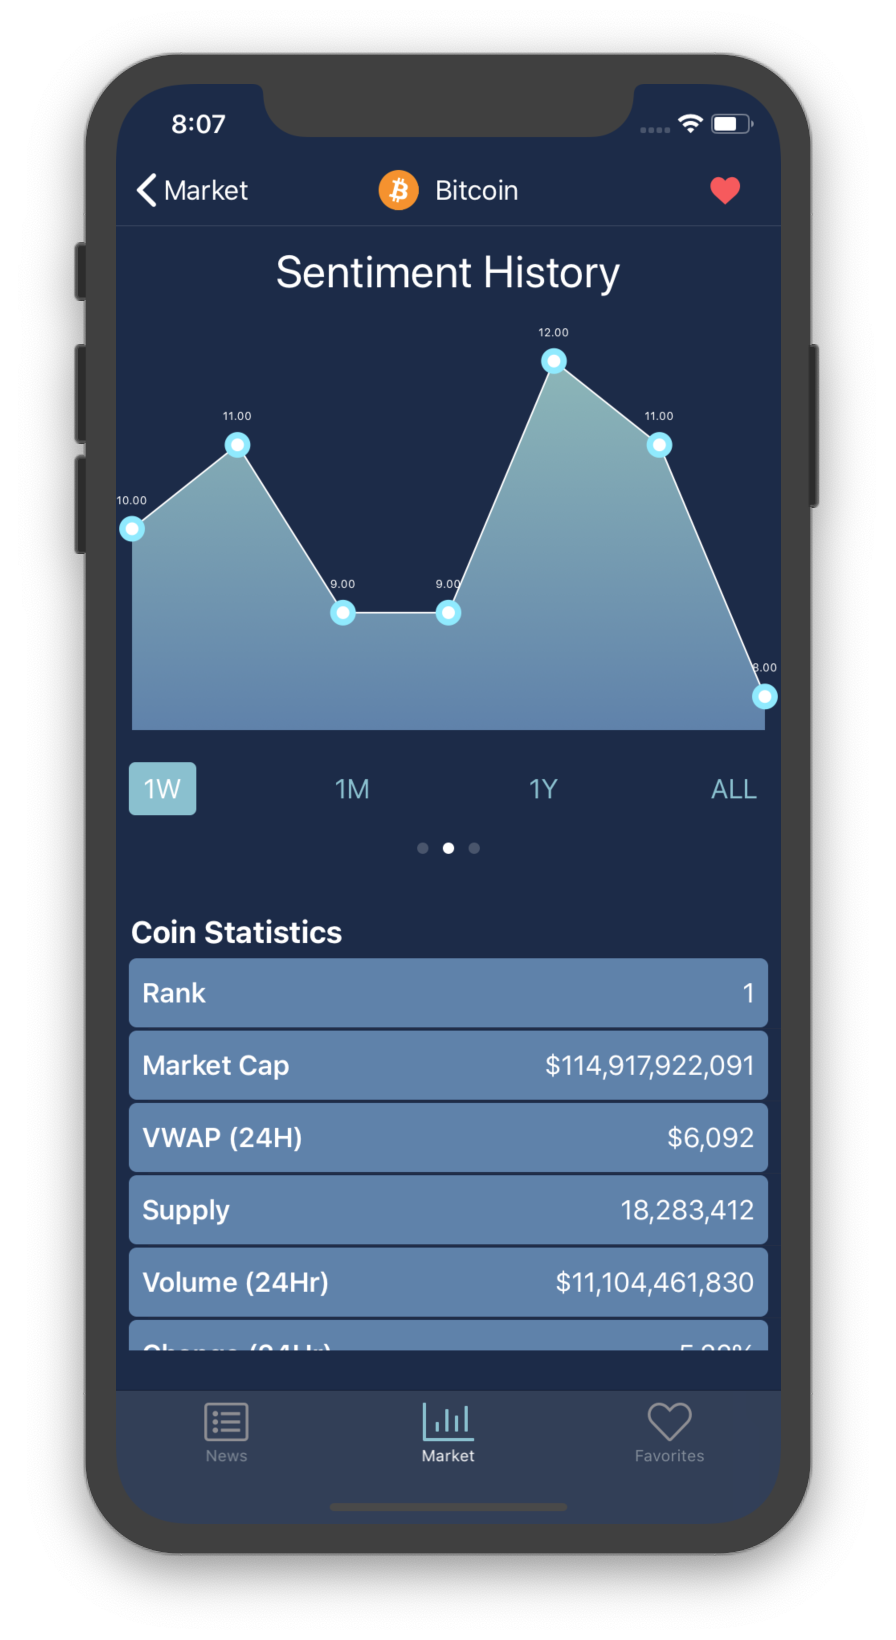 8:07
Market
Bitcoin
Sentiment History
12.00
11.00
11.00
10.00
9.00
9.00
8.00
1W
1M
1Y
ALL
Coin Statistics
Rank 1
Market Cap $114,917,922,091
VWAP (24H) $6,092
Supply 18,283,412
Volume (24Hr) $11,104,461,830
Change (24Hr)
News
Market
Favorites